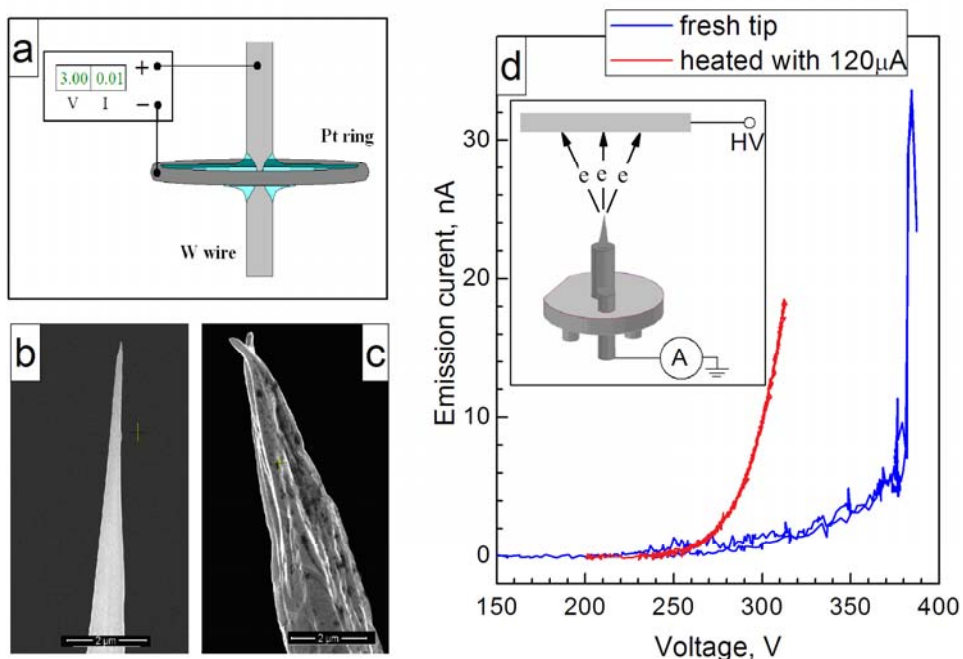 a
3.00 0.01
V I
+
−
Pt ring
W wire
b
2 µm
c
2 µm
d
fresh tip
heated with 120µA
HV
e e e
A
Emission curent, nA
30
20
10
0
150 200 250 300 350 400
Voltage, V